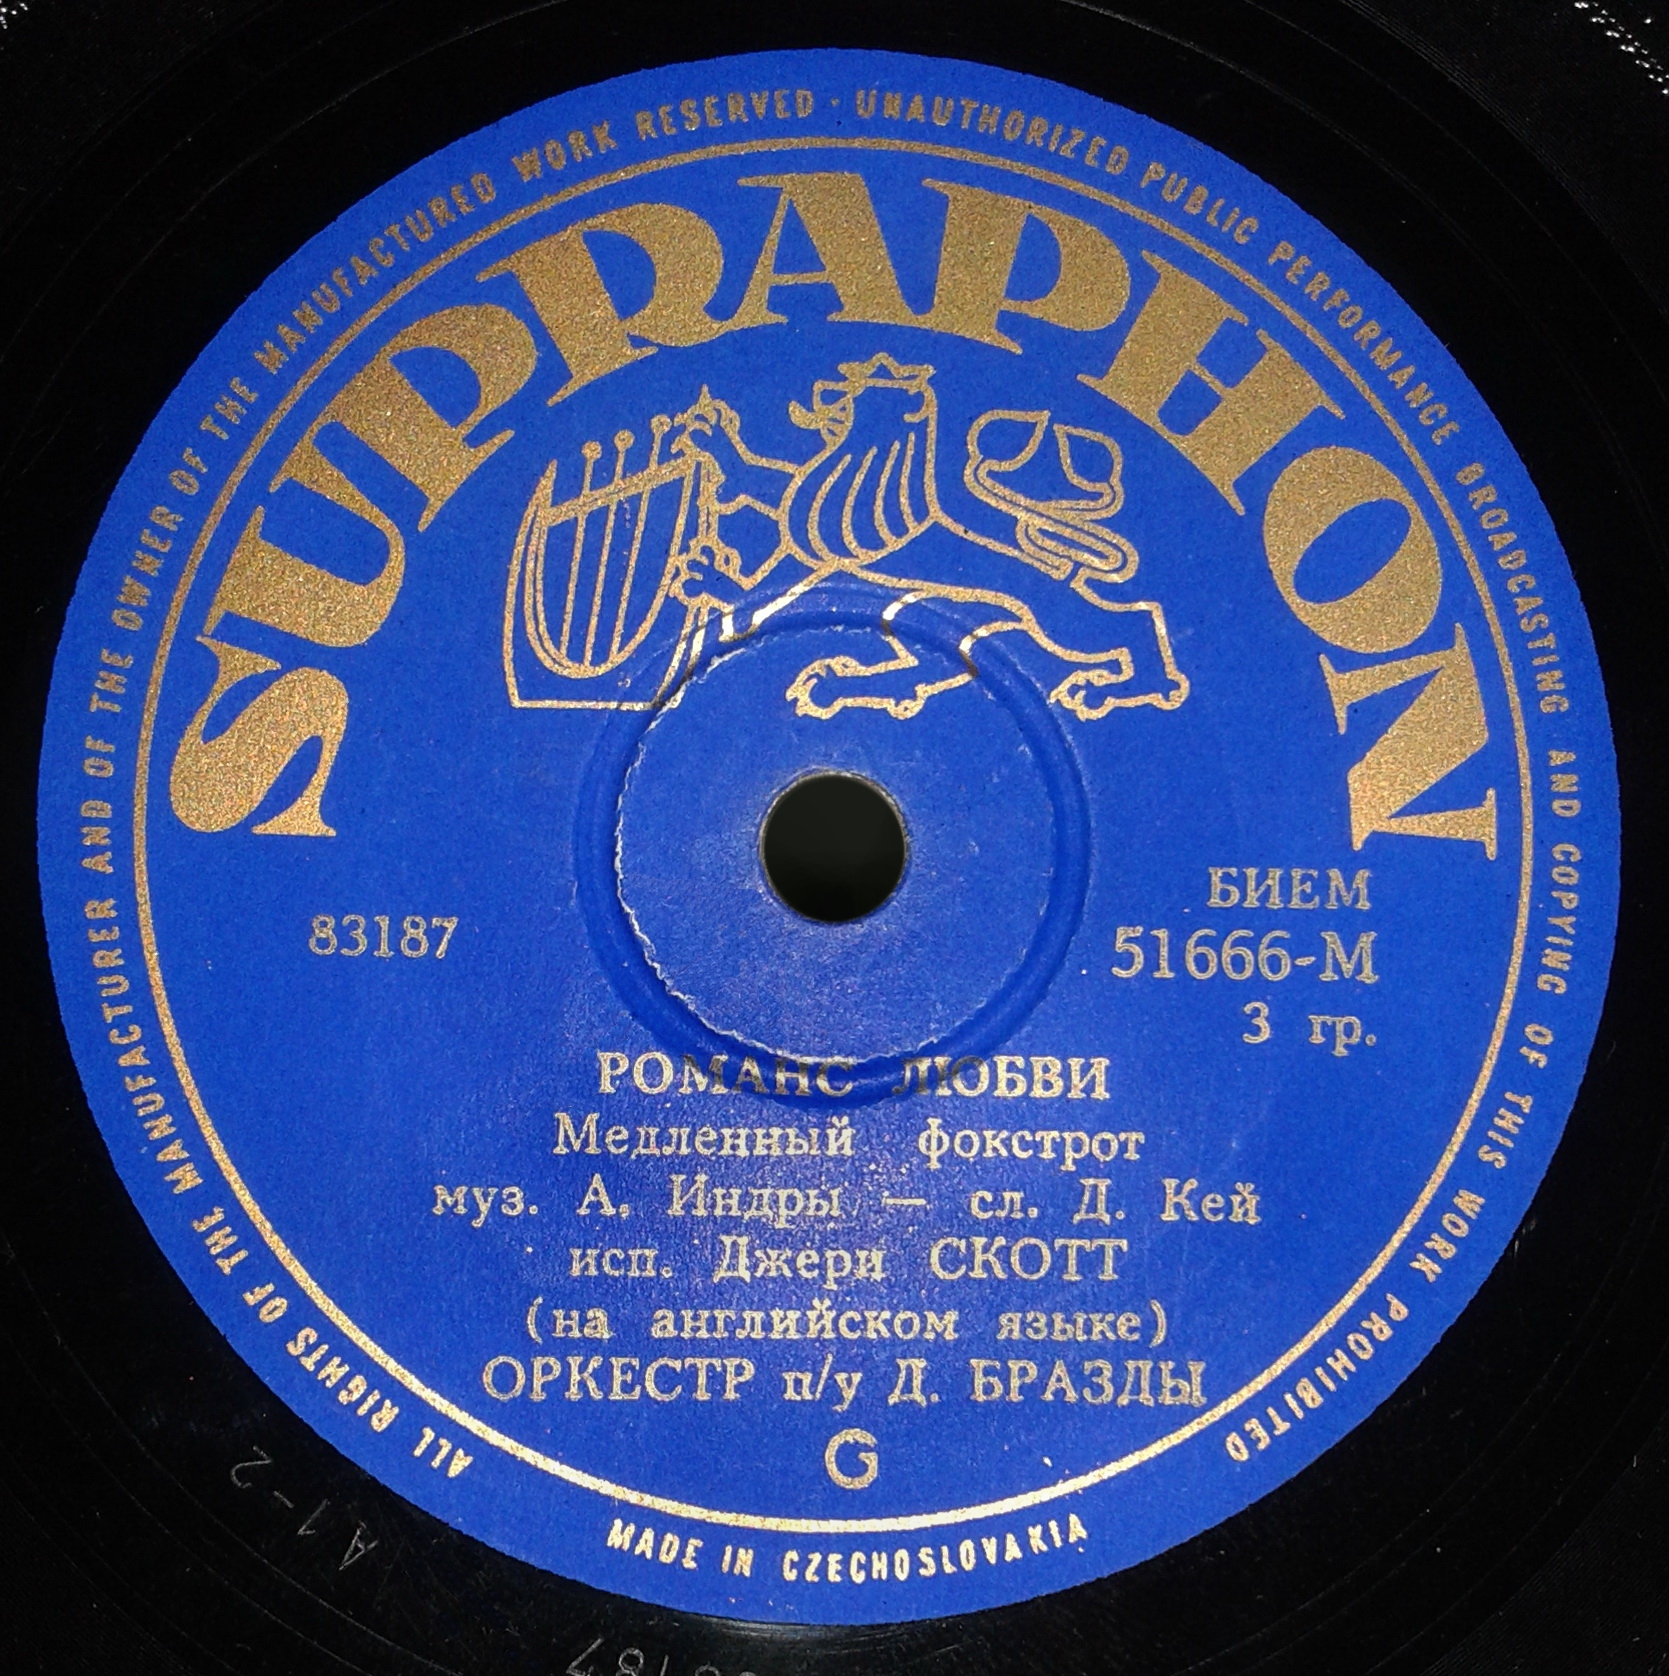 ALL RIGHTS OF THE MANUFACTURER AND OF THE OWNER OF THE MANUFACTURED WORK RESERVED · UNAUTHORIZED PUBLIC PERFORMANCE BROADCASTING AND COPYING OF THIS WORK PROHIBITED
SUPRAPHON
БИЕМ
83187 51666-М
3 гр.
РОМАНС ЛЮБВИ
Медленный фокстрот
муз. А. Индры — сл. Д. Кей
исп. Джери СКОТТ
(на английском языке)
ОРКЕСТР п/у Д. БРАЗДЫ
G
MADE IN CZECHOSLOVAKIA
A1-2